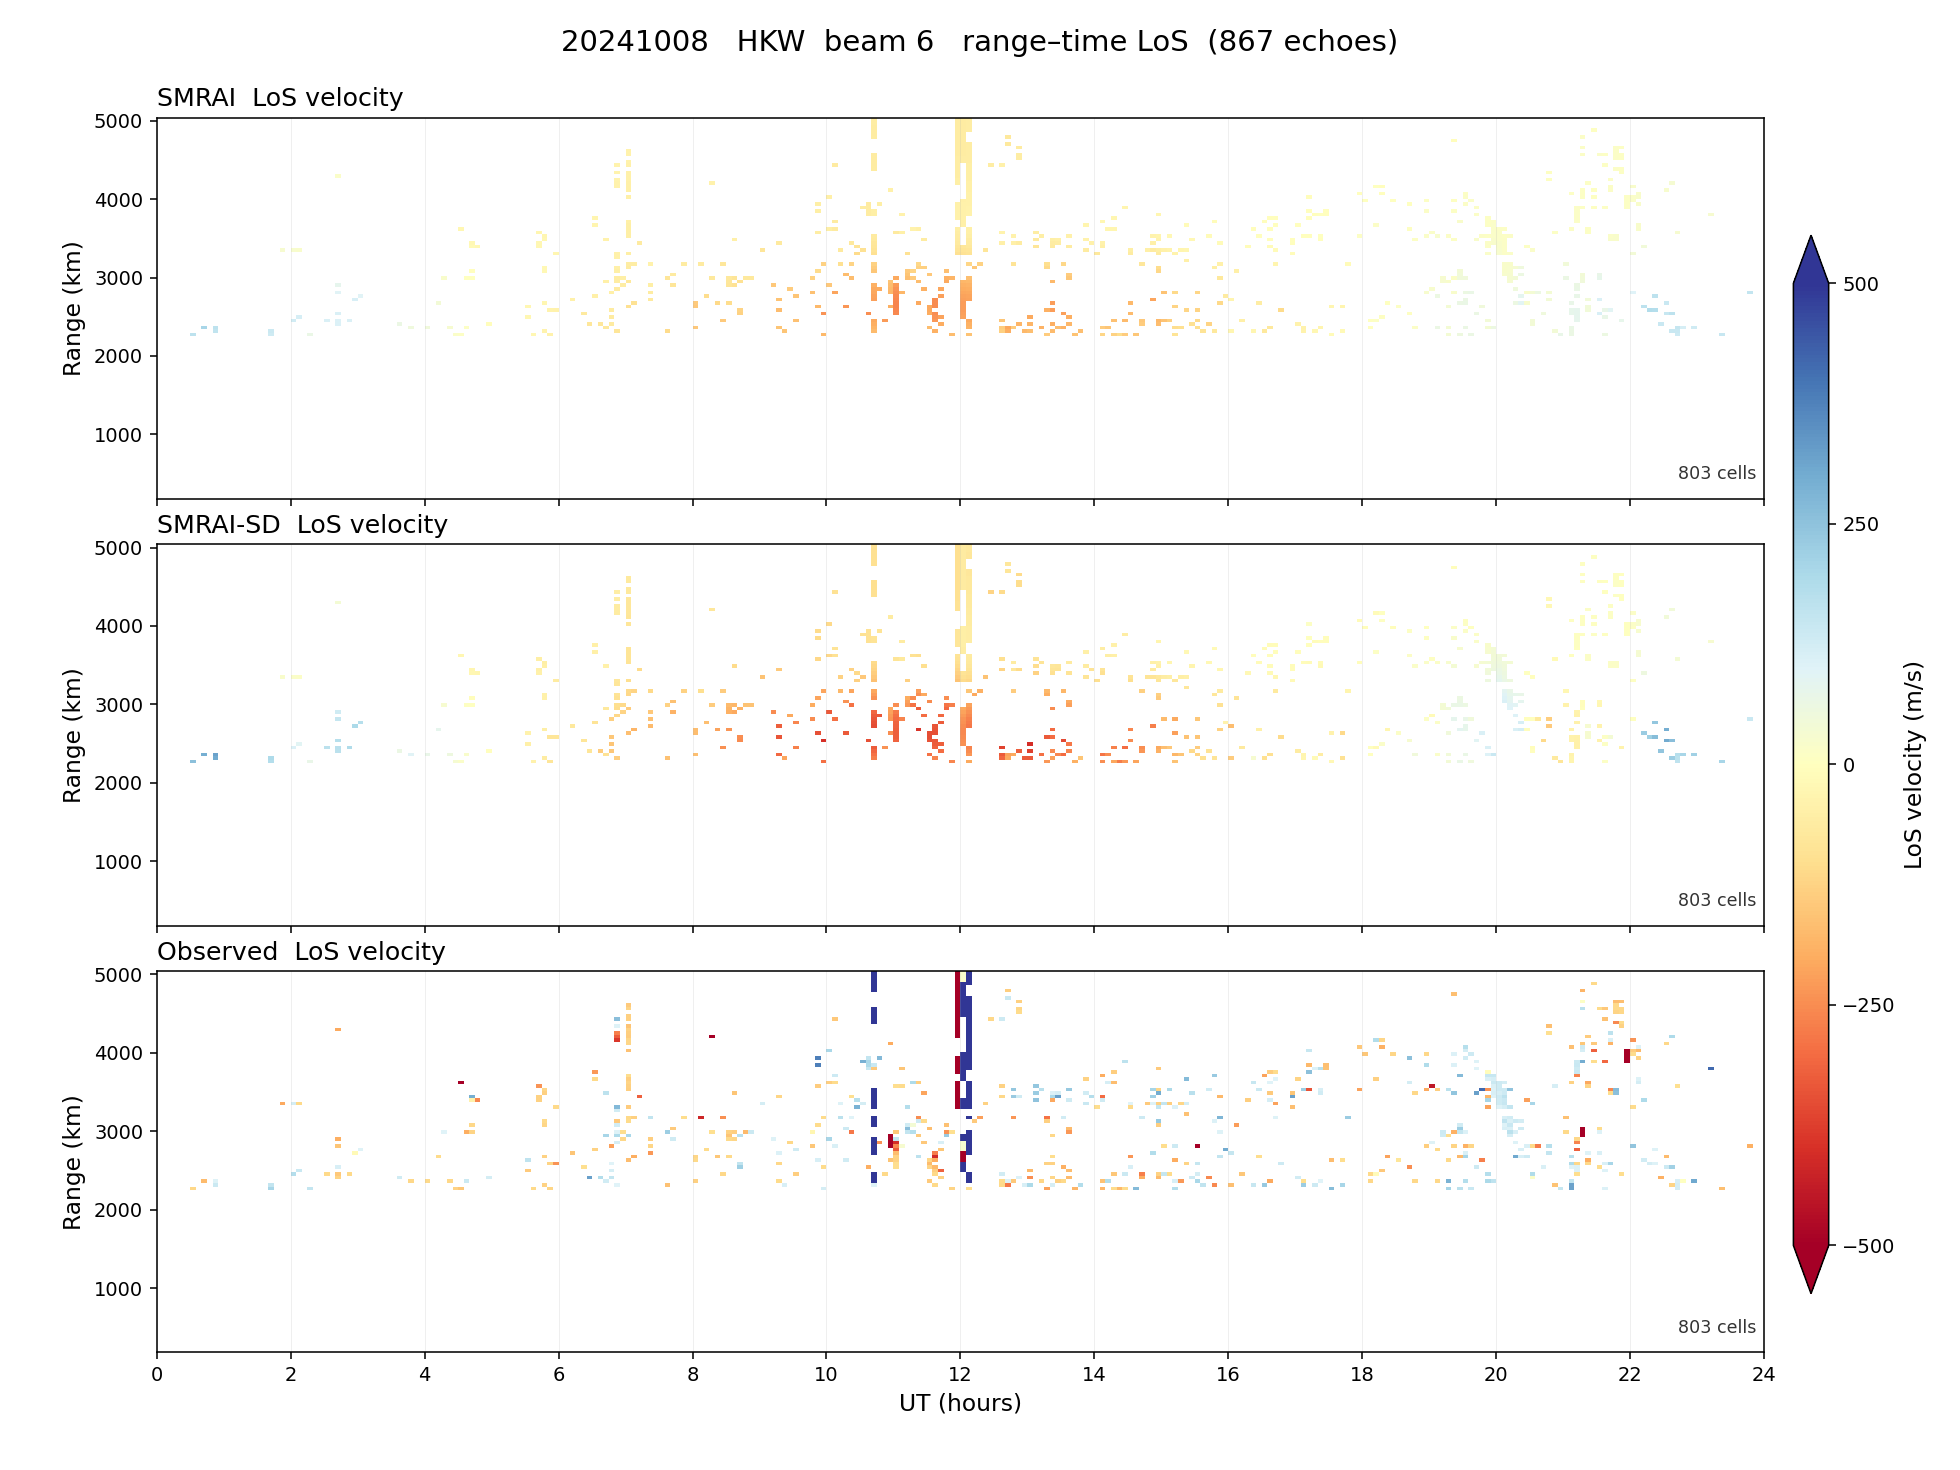 20241008   HKW  beam 6   range–time LoS  (867 echoes)
SMRAI  LoS velocity
5000
4000
3000
2000
1000
Range (km)
803 cells
SMRAI-SD  LoS velocity
5000
4000
3000
2000
1000
Range (km)
803 cells
Observed  LoS velocity
5000
4000
3000
2000
1000
Range (km)
803 cells
0 2 4 6 8 10 12 14 16 18 20 22 24
UT (hours)
500
250
0
−250
−500
LoS velocity (m/s)